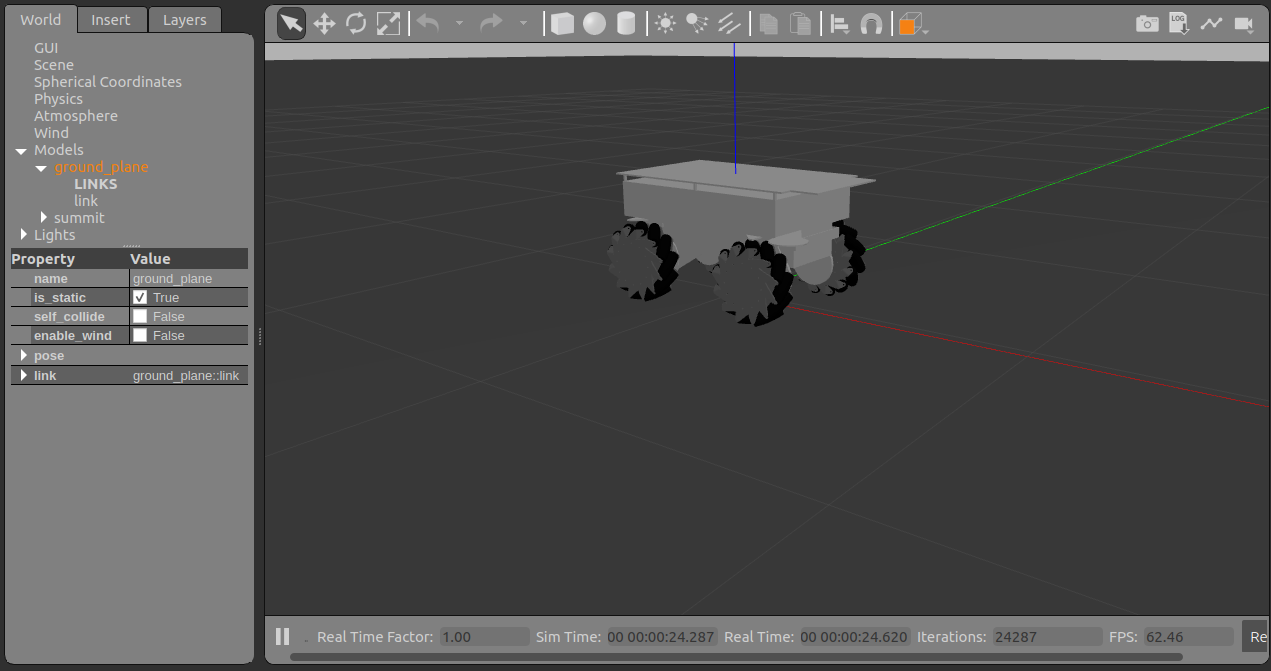 World Insert Layers
GUI
Scene
Spherical Coordinates
Physics
Atmosphere
Wind
Models
ground_plane
LINKS
link
summit
Lights
Property Value
name ground_plane
is_static True
self_collide False
enable_wind False
pose
link ground_plane::link
LOG
Real Time Factor: 1.00 Sim Time: 00 00:00:24.287 Real Time: 00 00:00:24.620 Iterations: 24287 FPS: 62.46 Re